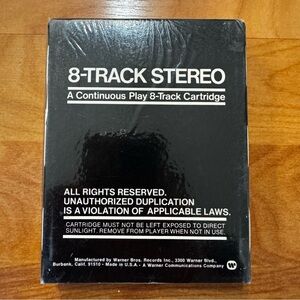 8-TRACK STEREO
A Continuous Play 8-Track Cartridge
ALL RIGHTS RESERVED.
UNAUTHORIZED DUPLICATION
IS A VIOLATION OF APPLICABLE LAWS.
CARTRIDGE MUST NOT BE LEFT EXPOSED TO DIRECT
SUNLIGHT. REMOVE FROM PLAYER WHEN NOT IN USE.
Manufactured by Warner Bros. Records Inc., 3300 Warner Blvd.,
Burbank, Calif. 91510 - Made in U.S.A. - A Warner Communications Company